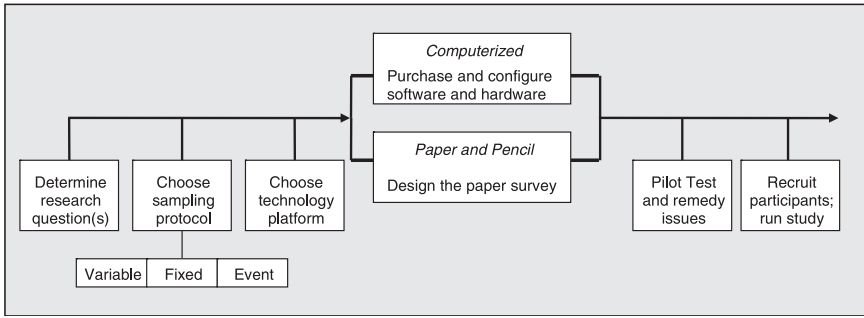 Computerized
Purchase and configure
software and hardware
Paper and Pencil
Design the paper survey
Determine
research
question(s)
Choose
sampling
protocol
Choose
technology
platform
Pilot Test
and remedy
issues
Recruit
participants;
run study
Variable
Fixed
Event